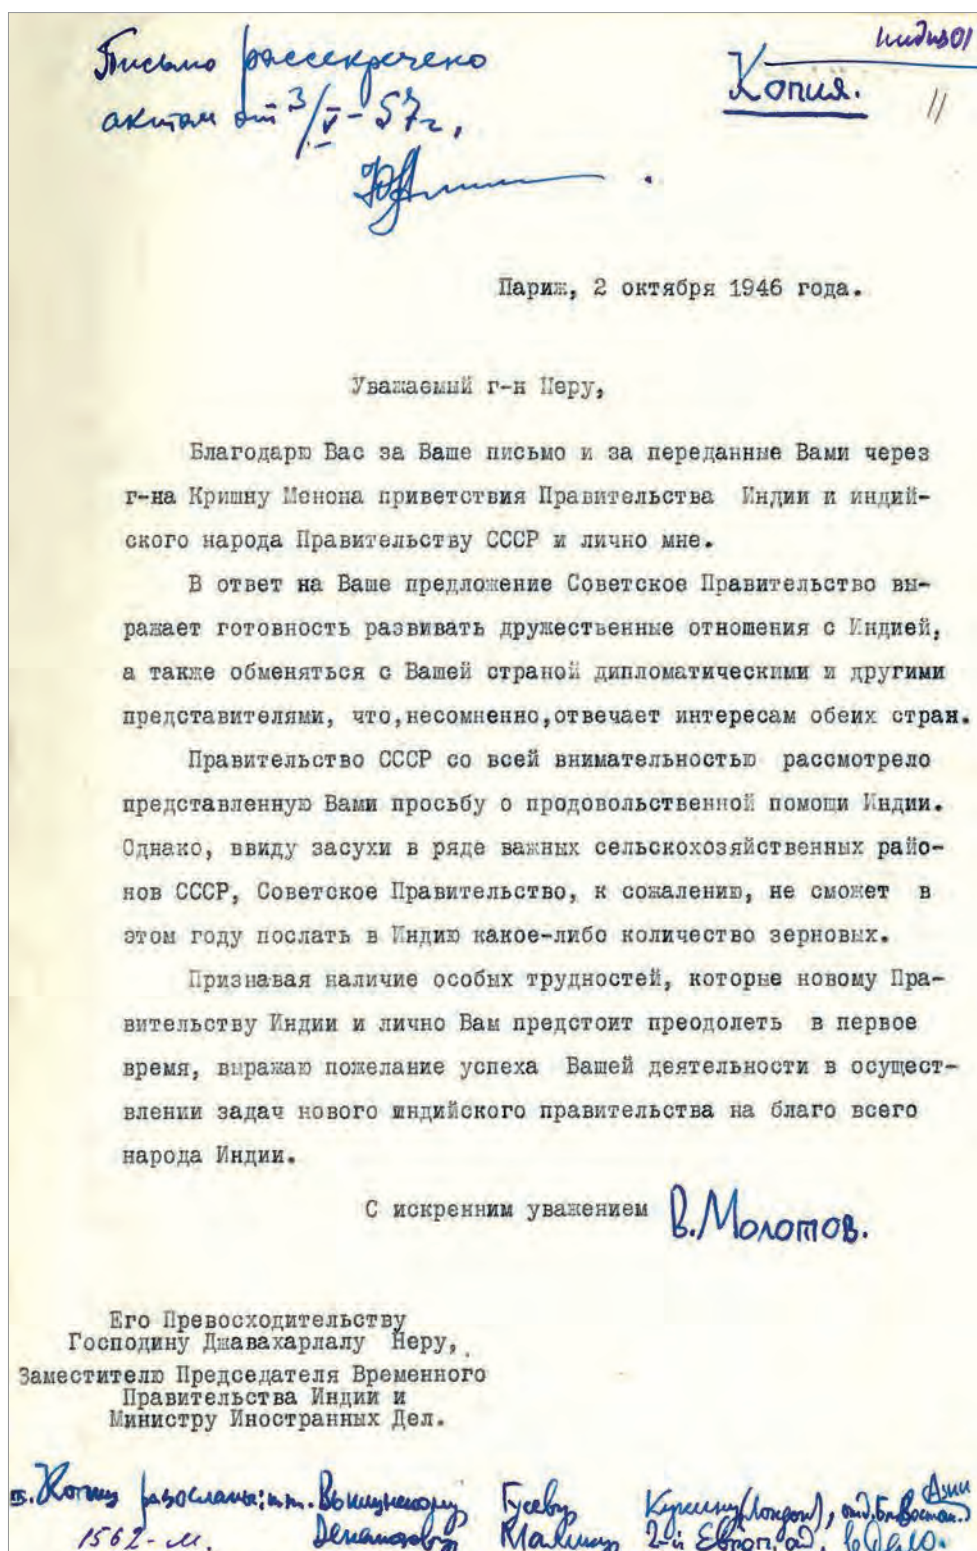 Письмо рассекречено
актом от 3/V-57г.
Копия.
11
Париж, 2 октября 1946 года.
Уважаемый г-н Неру,
Благодарю Вас за Ваше письмо и за переданные Вами через
г-на Кришну Менона приветствия Правительства Индии и индий-
ского народа Правительству СССР и лично мне.
В ответ на Ваше предложение Советское Правительство вы-
ражает готовность развивать дружественные отношения с Индией,
а также обменяться с Вашей страной дипломатическими и другими
представителями, что,несомненно,отвечает интересам обеих стран.
Правительство СССР со всей внимательностью рассмотрело
представленную Вами просьбу о продовольственной помощи Индии.
Однако, ввиду засухи в ряде важных сельскохозяйственных райо-
нов СССР, Советское Правительство, к сожалению, не сможет в
этом году послать в Индию какое-либо количество зерновых.
Признавая наличие особых трудностей, которые новому Пра-
вительству Индии и лично Вам предстоит преодолеть в первое
время, выражаю пожелание успеха Вашей деятельности в осущест-
влении задач нового индийского правительства на благо всего
народа Индии.
С искренним уважением В.Молотов.
Его Превосходительству
Господину Джавахарлалу Неру,
Заместителю Председателя Временного
Правительства Индии и
Министру Иностранных Дел.
Копии разосланы: т.т. Вышинскому Гусеву Кукину (Лондон),
1562-м. Деканозову Малику 2-й Европ. од, в дело.